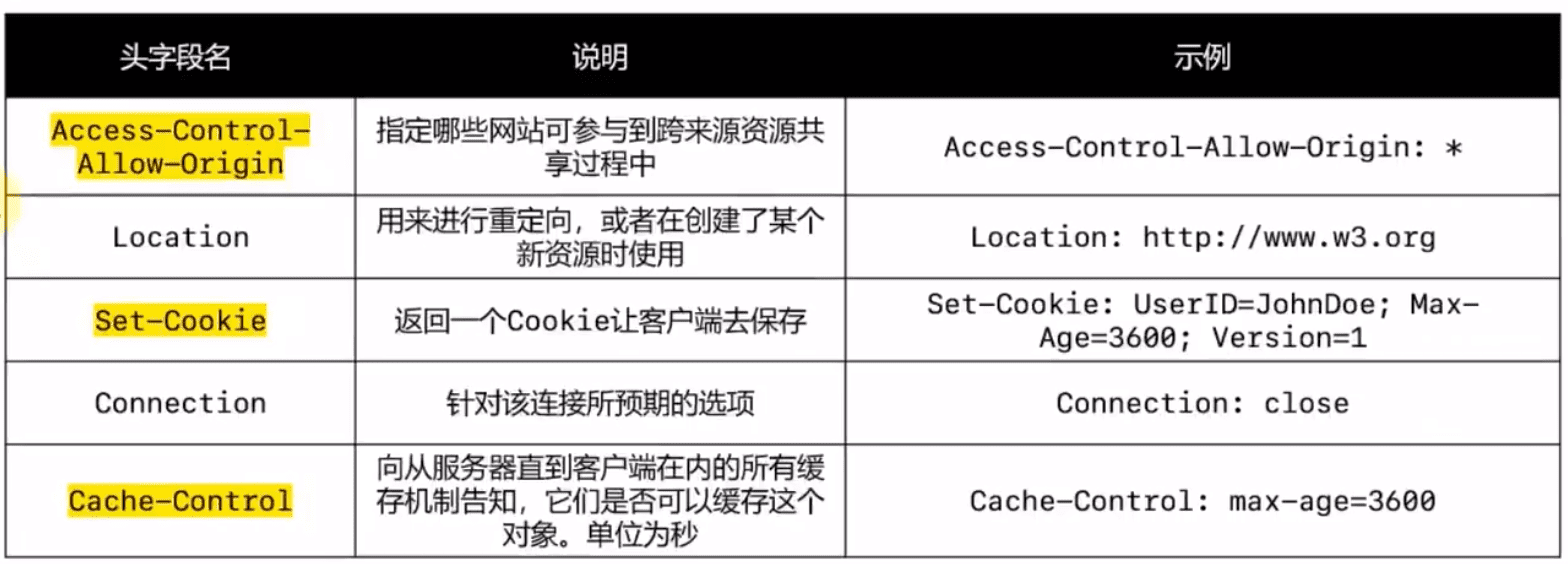 头字段名 说明 示例
Access-Control-
Allow-Origin
指定哪些网站可参与到跨来源资源共
享过程中
Access-Control-Allow-Origin: *
Location
用来进行重定向，或者在创建了某个
新资源时使用
Location: http://www.w3.org
Set-Cookie
返回一个Cookie让客户端去保存
Set-Cookie: UserID=JohnDoe; Max-
Age=3600; Version=1
Connection
针对该连接所预期的选项
Connection: close
Cache-Control
向从服务器直到客户端在内的所有缓
存机制告知，它们是否可以缓存这个
对象。单位为秒
Cache-Control: max-age=3600